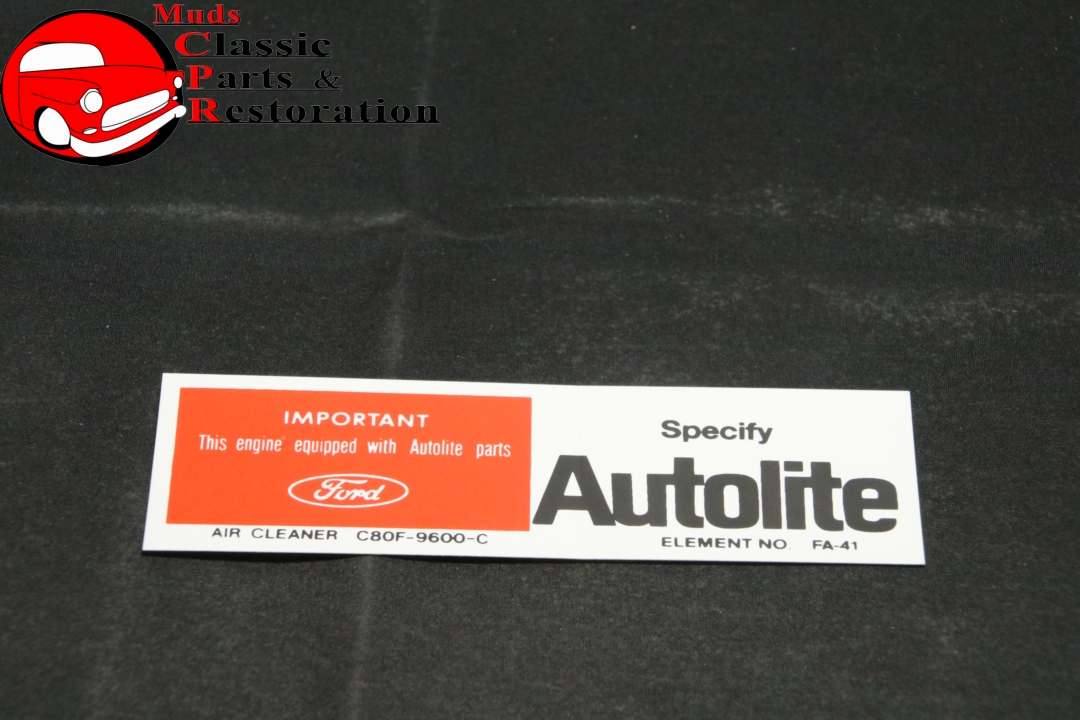 Muds
Classic
Parts &
Restoration
IMPORTANT
This engine equipped with Autolite parts
Ford
AIR CLEANER C80F-9600-C
Specify
Autolite
ELEMENT NO. FA-41